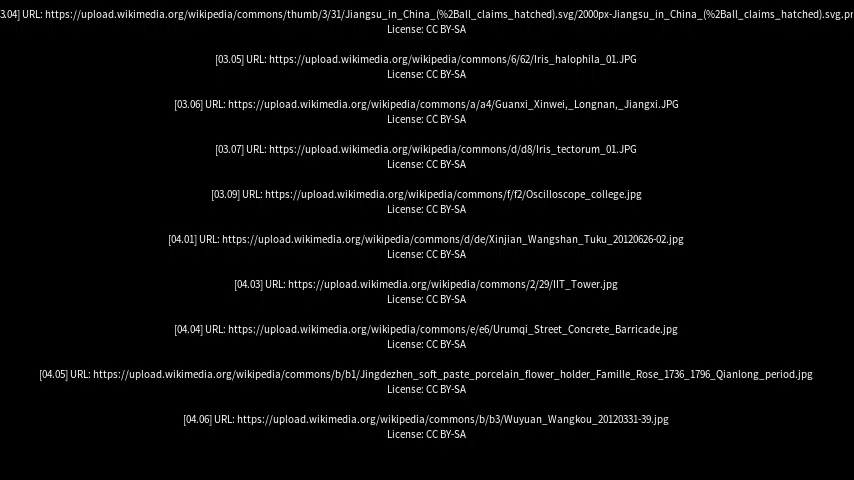 3.04] URL: https://upload.wikimedia.org/wikipedia/commons/thumb/3/31/Jiangsu_in_China_(%2Ball_claims_hatched).svg/2000px-Jiangsu_in_China_(%2Ball_claims_hatched).svg.pn
License: CC BY-SA
[03.05] URL: https://upload.wikimedia.org/wikipedia/commons/6/62/Iris_halophila_01.JPG
License: CC BY-SA
[03.06] URL: https://upload.wikimedia.org/wikipedia/commons/a/a4/Guanxi_Xinwei,_Longnan,_Jiangxi.JPG
License: CC BY-SA
[03.07] URL: https://upload.wikimedia.org/wikipedia/commons/d/d8/Iris_tectorum_01.JPG
License: CC BY-SA
[03.09] URL: https://upload.wikimedia.org/wikipedia/commons/f/f2/Oscilloscope_college.jpg
License: CC BY-SA
[04.01] URL: https://upload.wikimedia.org/wikipedia/commons/d/de/Xinjian_Wangshan_Tuku_20120626-02.jpg
License: CC BY-SA
[04.03] URL: https://upload.wikimedia.org/wikipedia/commons/2/29/IIT_Tower.jpg
License: CC BY-SA
[04.04] URL: https://upload.wikimedia.org/wikipedia/commons/e/e6/Urumqi_Street_Concrete_Barricade.jpg
License: CC BY-SA
[04.05] URL: https://upload.wikimedia.org/wikipedia/commons/b/b1/Jingdezhen_soft_paste_porcelain_flower_holder_Famille_Rose_1736_1796_Qianlong_period.jpg
License: CC BY-SA
[04.06] URL: https://upload.wikimedia.org/wikipedia/commons/b/b3/Wuyuan_Wangkou_20120331-39.jpg
License: CC BY-SA